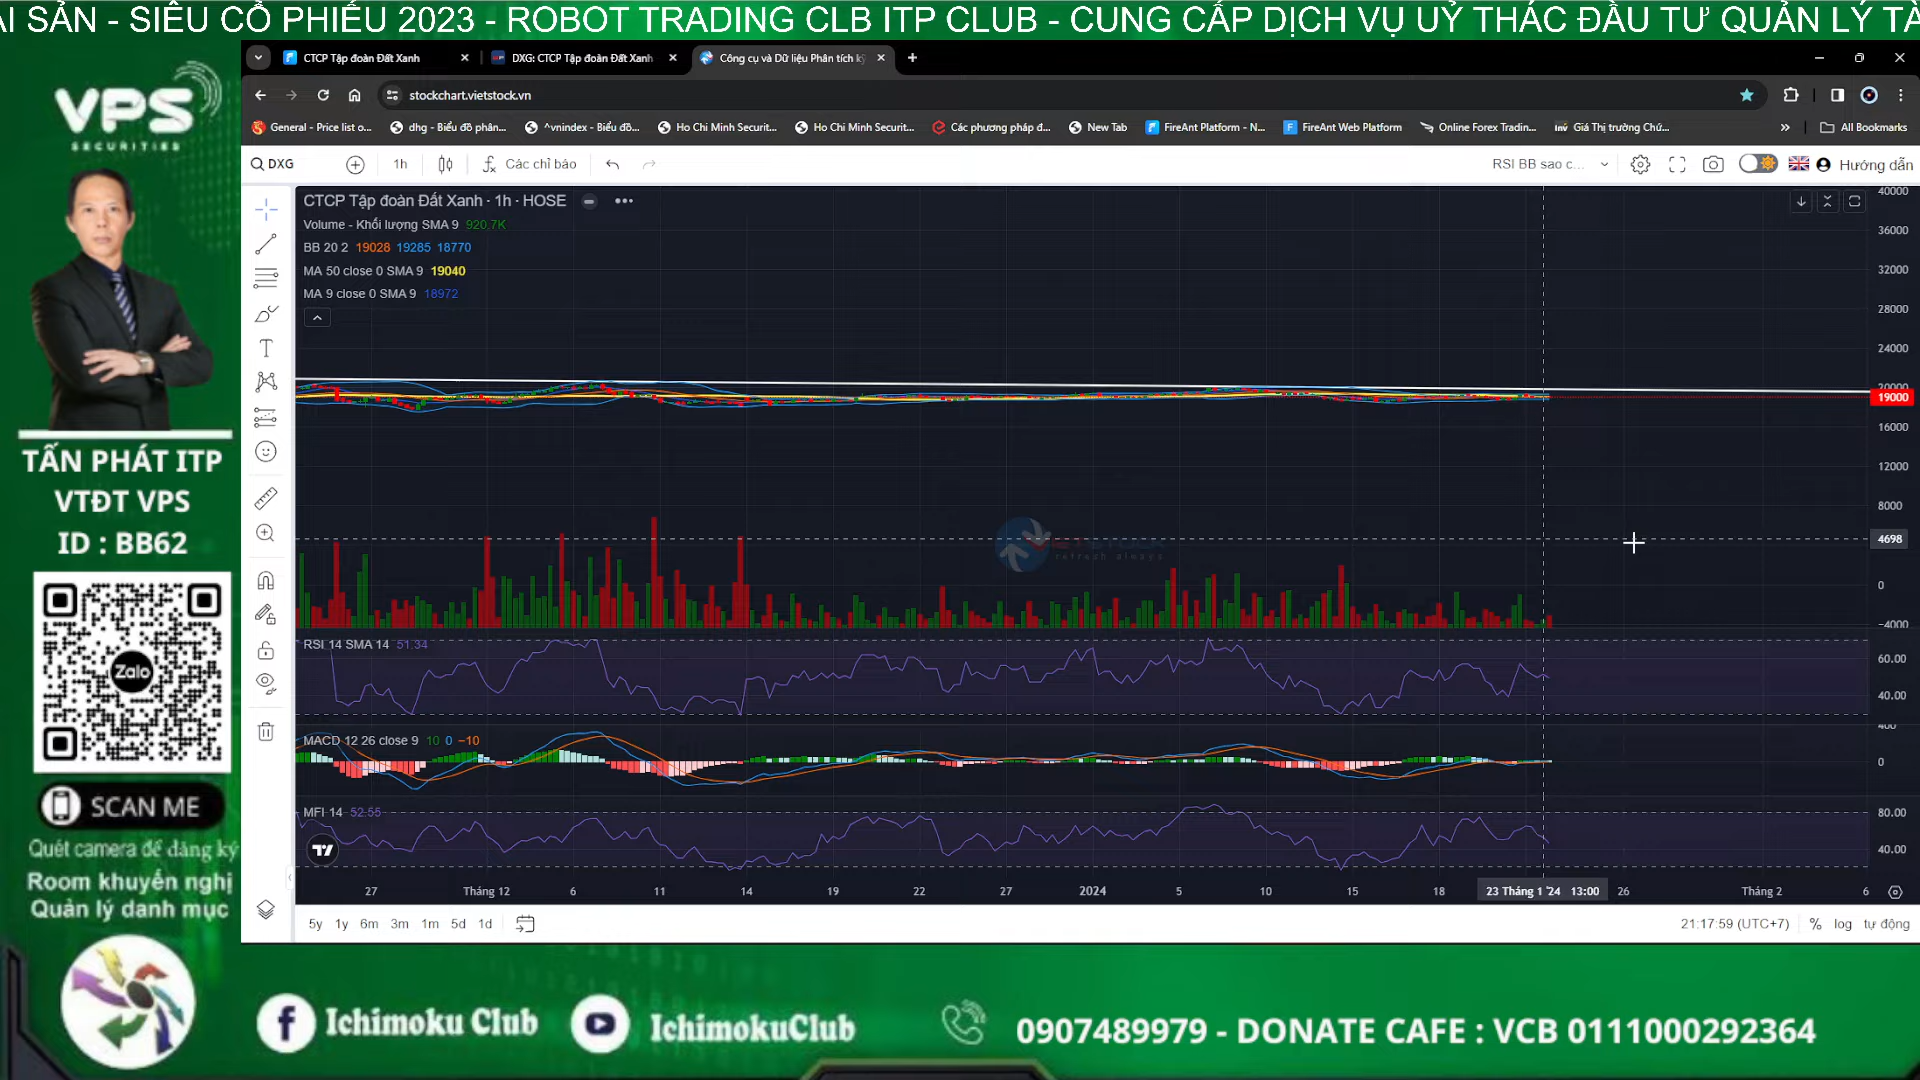 ÀI SẢN - SIÊU CỔ PHIẾU 2023 - ROBOT TRADING CLB ITP CLUB - CUNG CẤP DỊCH VỤ UỶ THÁC ĐẦU TƯ QUẢN LÝ TÀ
VPS
SECURITIES
TẤN PHÁT ITP
VTĐT VPS
ID : BB62
Zalo
SCAN ME
Quét camera để đăng ký
Room khuyến nghị
Quản lý danh mục
CTCP Tập đoàn Đất Xanh
DXG: CTCP Tập đoàn Đất Xanh
Công cụ và Dữ liệu Phân tích kỹ
stockchart.vietstock.vn
General - Price list o...
dhg - Biểu đồ phân...
^vnindex - Biểu đồ...
Ho Chi Minh Securit...
Ho Chi Minh Securit...
Các phương pháp đ...
New Tab
FireAnt Platform - N...
FireAnt Web Platform
Online Forex Tradin...
Giá Thị trường Chứ...
All Bookmarks
DXG
1h
Các chỉ báo
RSI BB sao c...
Hướng dẫn
CTCP Tập đoàn Đất Xanh · 1h · HOSE
Volume - Khối lượng SMA 9 920.7K
BB 20 2 19028 19285 18770
MA 50 close 0 SMA 9 19040
MA 9 close 0 SMA 9 18972
40000
36000
32000
28000
24000
20000
19000
16000
12000
8000
4698
0
−4000
RSI 14 SMA 14 51.34
60.00
40.00
MACD 12 26 close 9 10 0 −10
400
0
MFI 14 52.55
80.00
40.00
27 Tháng 12 6 11 14 19 22 27 2024 5 10 15 18 23 Tháng 1 '24 13:00 26 Tháng 2 6
5y 1y 6m 3m 1m 5d 1d
21:17:59 (UTC+7) % log tự động
Ichimoku Club
IchimokuClub
0907489979 - DONATE CAFE : VCB 0111000292364